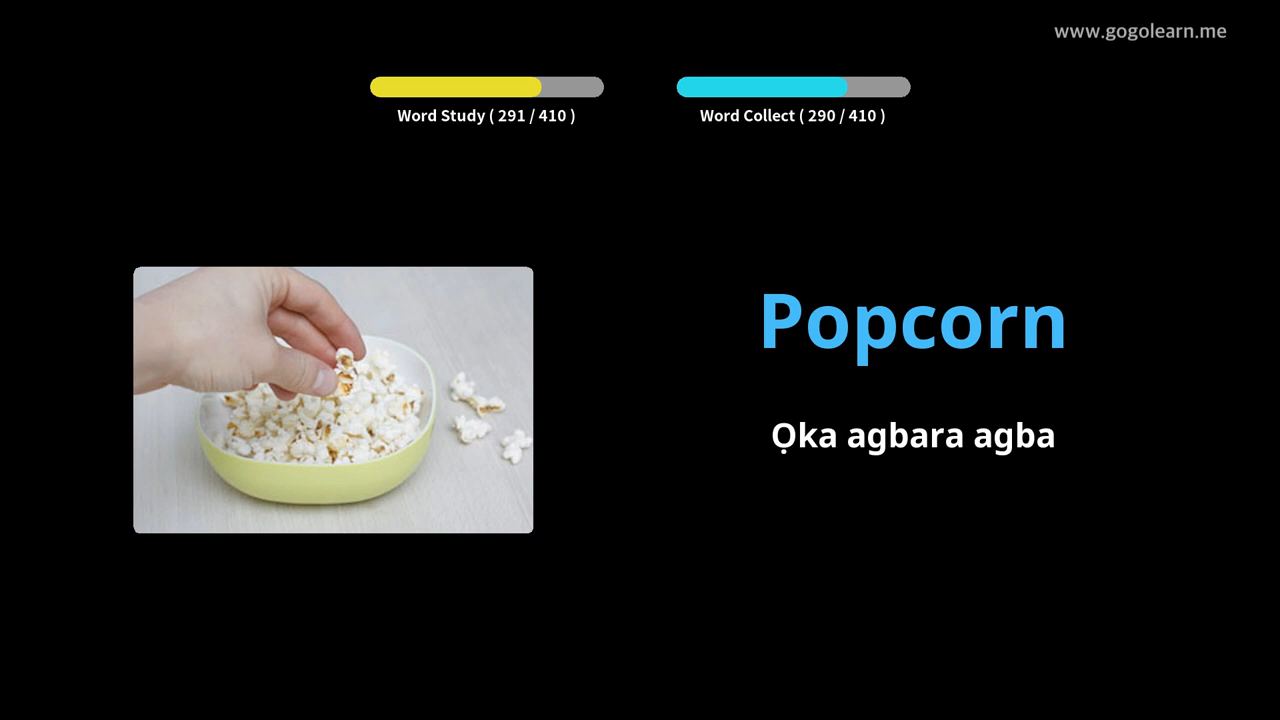 www.gogolearn.me
Word Study ( 291 / 410 )
Word Collect ( 290 / 410 )
Popcorn
Ọka agbara agba